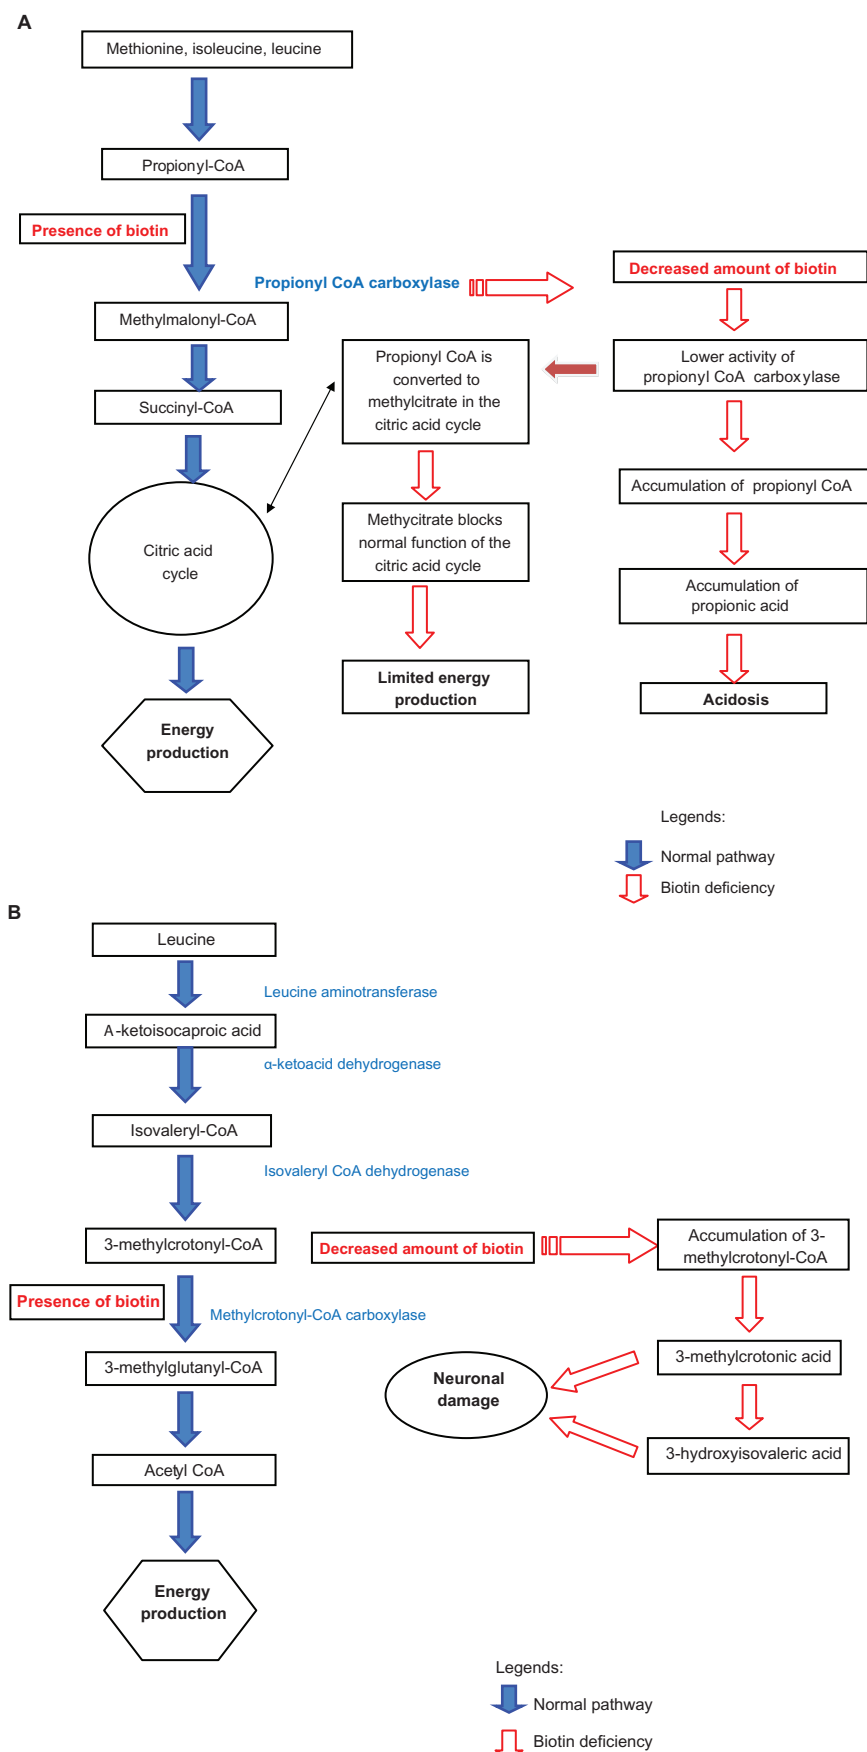 A
Methionine, isoleucine, leucine
Propionyl-CoA
Presence of biotin
Propionyl CoA carboxylase
Decreased amount of biotin
Methylmalonyl-CoA
Propionyl CoA is
converted to
methylcitrate in the
citric acid cycle
Lower activity of
propionyl CoA carboxylase
Succinyl-CoA
Accumulation of propionyl CoA
Methycitrate blocks
normal function of the
citric acid cycle
Citric acid
cycle
Accumulation of
propionic acid
Limited energy
production
Acidosis
Energy
production
Legends:
Normal pathway
Biotin deficiency
B
Leucine
Leucine aminotransferase
A-ketoisocaproic acid
α-ketoacid dehydrogenase
Isovaleryl-CoA
Isovaleryl CoA dehydrogenase
3-methylcrotonyl-CoA
Decreased amount of biotin
Accumulation of 3-
methylcrotonyl-CoA
Presence of biotin
Methylcrotonyl-CoA carboxylase
3-methylglutanyl-CoA
Neuronal
damage
3-methylcrotonic acid
Acetyl CoA
3-hydroxyisovaleric acid
Energy
production
Legends:
Normal pathway
Biotin deficiency